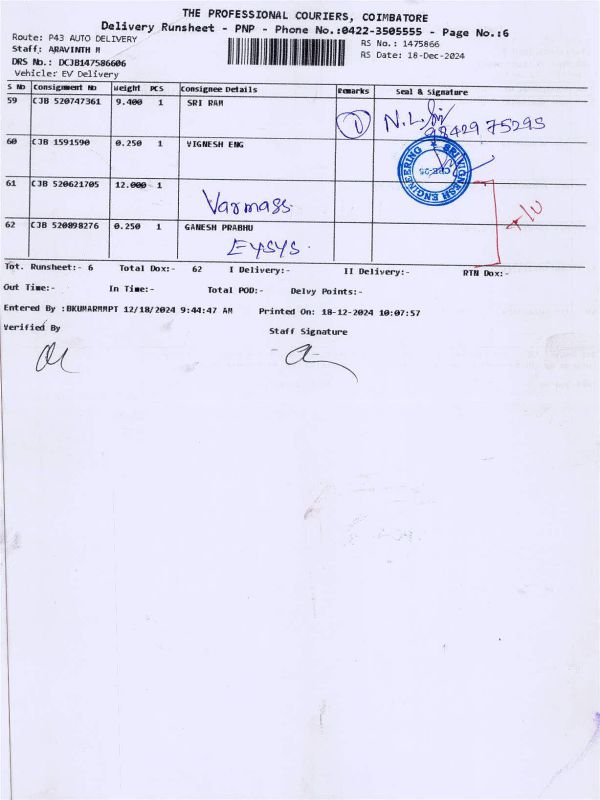 THE PROFESSIONAL COURIERS, COIMBATORE
Delivery Runsheet - PNP - Phone No.:0422-3505555 - Page No.:6
Route: P43 AUTO DELIVERY
RS No.: 1475866
Staff: ARAVINTH M
RS Date: 18-Dec-2024
DRS No.: DCJB147586606
Vehicle: EV Delivery
S No Consignment No Weight PCS Consignee Details Remarks Seal & Signature
59 CJB 520747361 9.400 1 SRI RAM
1 N.L.
98429 75295
60 CJB 1591590 0.250 1 VIGNESH ENG
SRI VIGNESH ENGINEERING
CBE-25
61 CJB 520621705 12.000 1
Varmass.
62 CJB 520898276 0.250 1 GANESH PRABHU
EYSYS.
Tot. Runsheet:- 6 Total Dox:- 62 I Delivery:- II Delivery:- RTN Dox:-
Out Time:- In Time:- Total POD:- Delvy Points:-
Entered By :BKUMARMMPT 12/18/2024 9:44:47 AM Printed On: 18-12-2024 10:07:57
Verified By Staff Signature